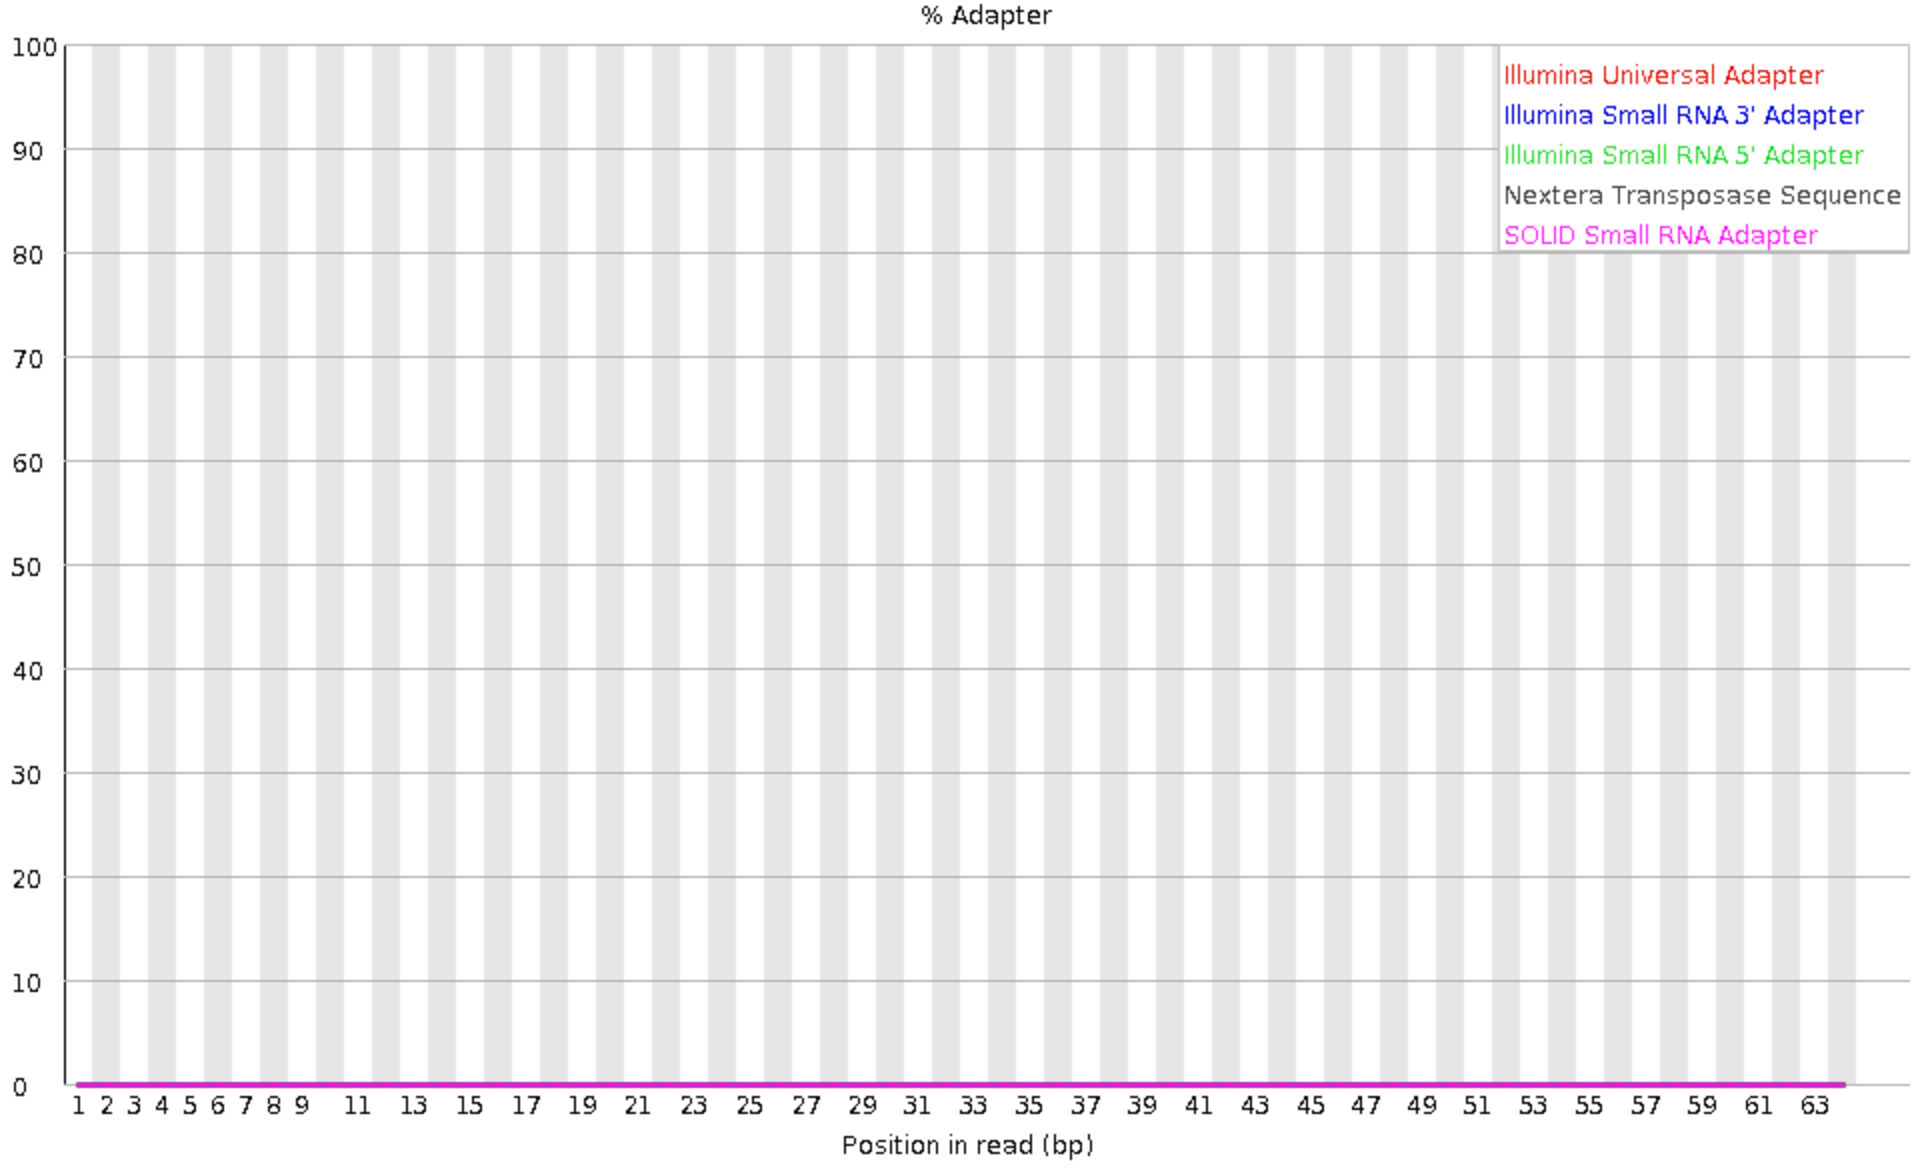 % Adapter
100
90
80
70
60
50
40
30
20
10
0
Illumina Universal Adapter
Illumina Small RNA 3' Adapter
Illumina Small RNA 5' Adapter
Nextera Transposase Sequence
SOLID Small RNA Adapter
1 2 3 4 5 6 7 8 9 11 13 15 17 19 21 23 25 27 29 31 33 35 37 39 41 43 45 47 49 51 53 55 57 59 61 63
Position in read (bp)